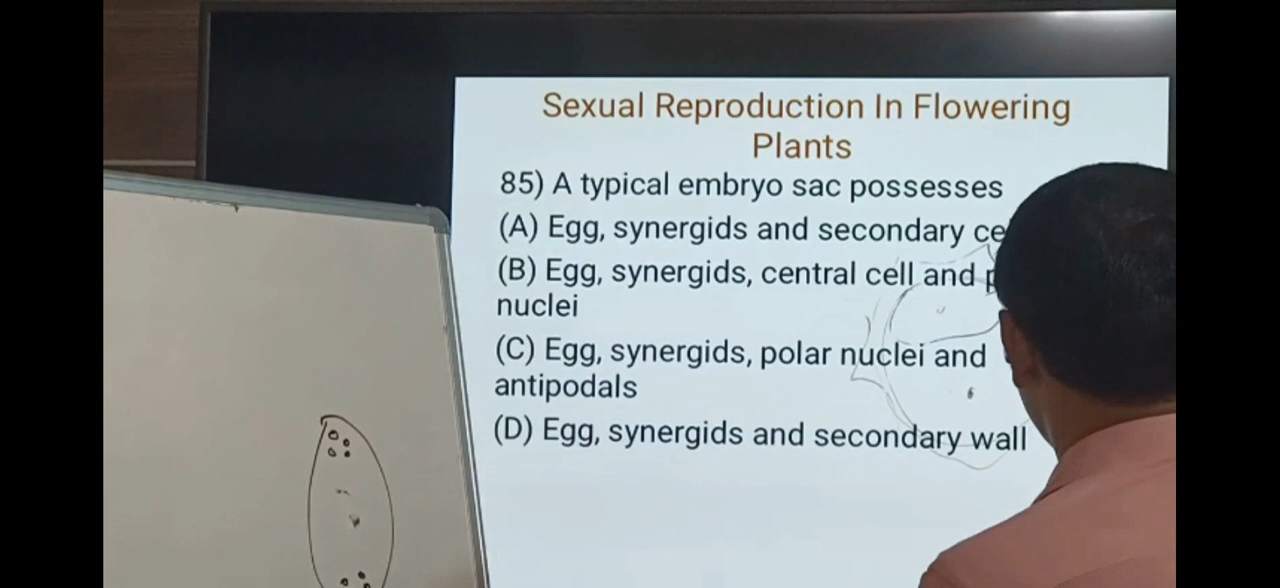 Sexual Reproduction In Flowering
Plants
85) A typical embryo sac possesses
(A) Egg, synergids and secondary
(B) Egg, synergids, central cell and
nuclei
(C) Egg, synergids, polar nuclei and
antipodals
(D) Egg, synergids and secondary wall